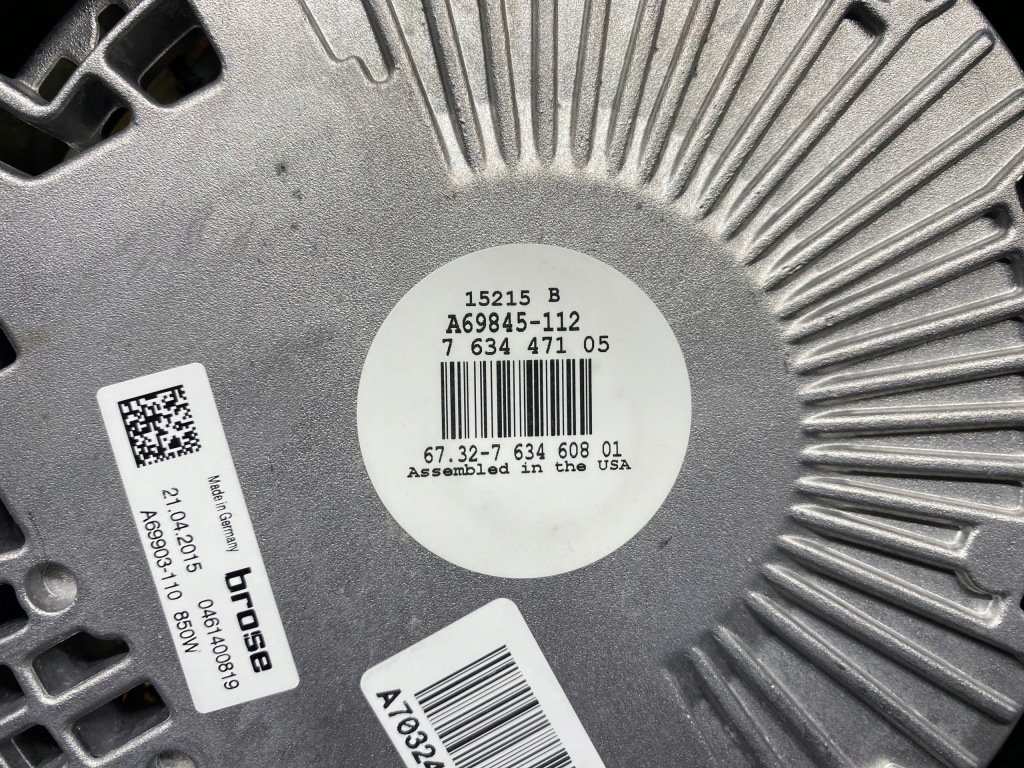 15215 B
A69845-112
7 634 471 05
67.32-7 634 608 01
Assembled in the USA
Made in Germany
brose
21.04.2015 0461400819
A69903-110 850W
A70324